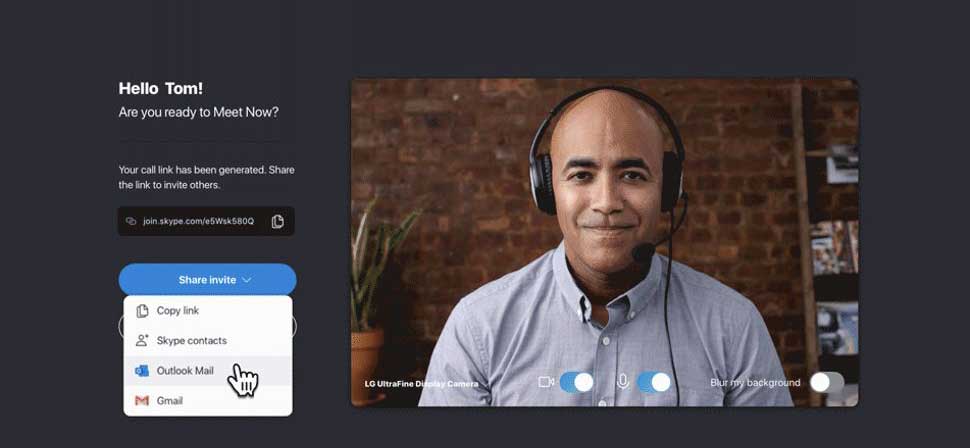 Hello Tom!
Are you ready to Meet Now?
Your call link has been generated. Share
the link to invite others.
join.skype.com/e5Wsk580Q
Share invite
Copy link
Skype contacts
Outlook Mail
Gmail
LG UltraFine Display Camera
Blur my background